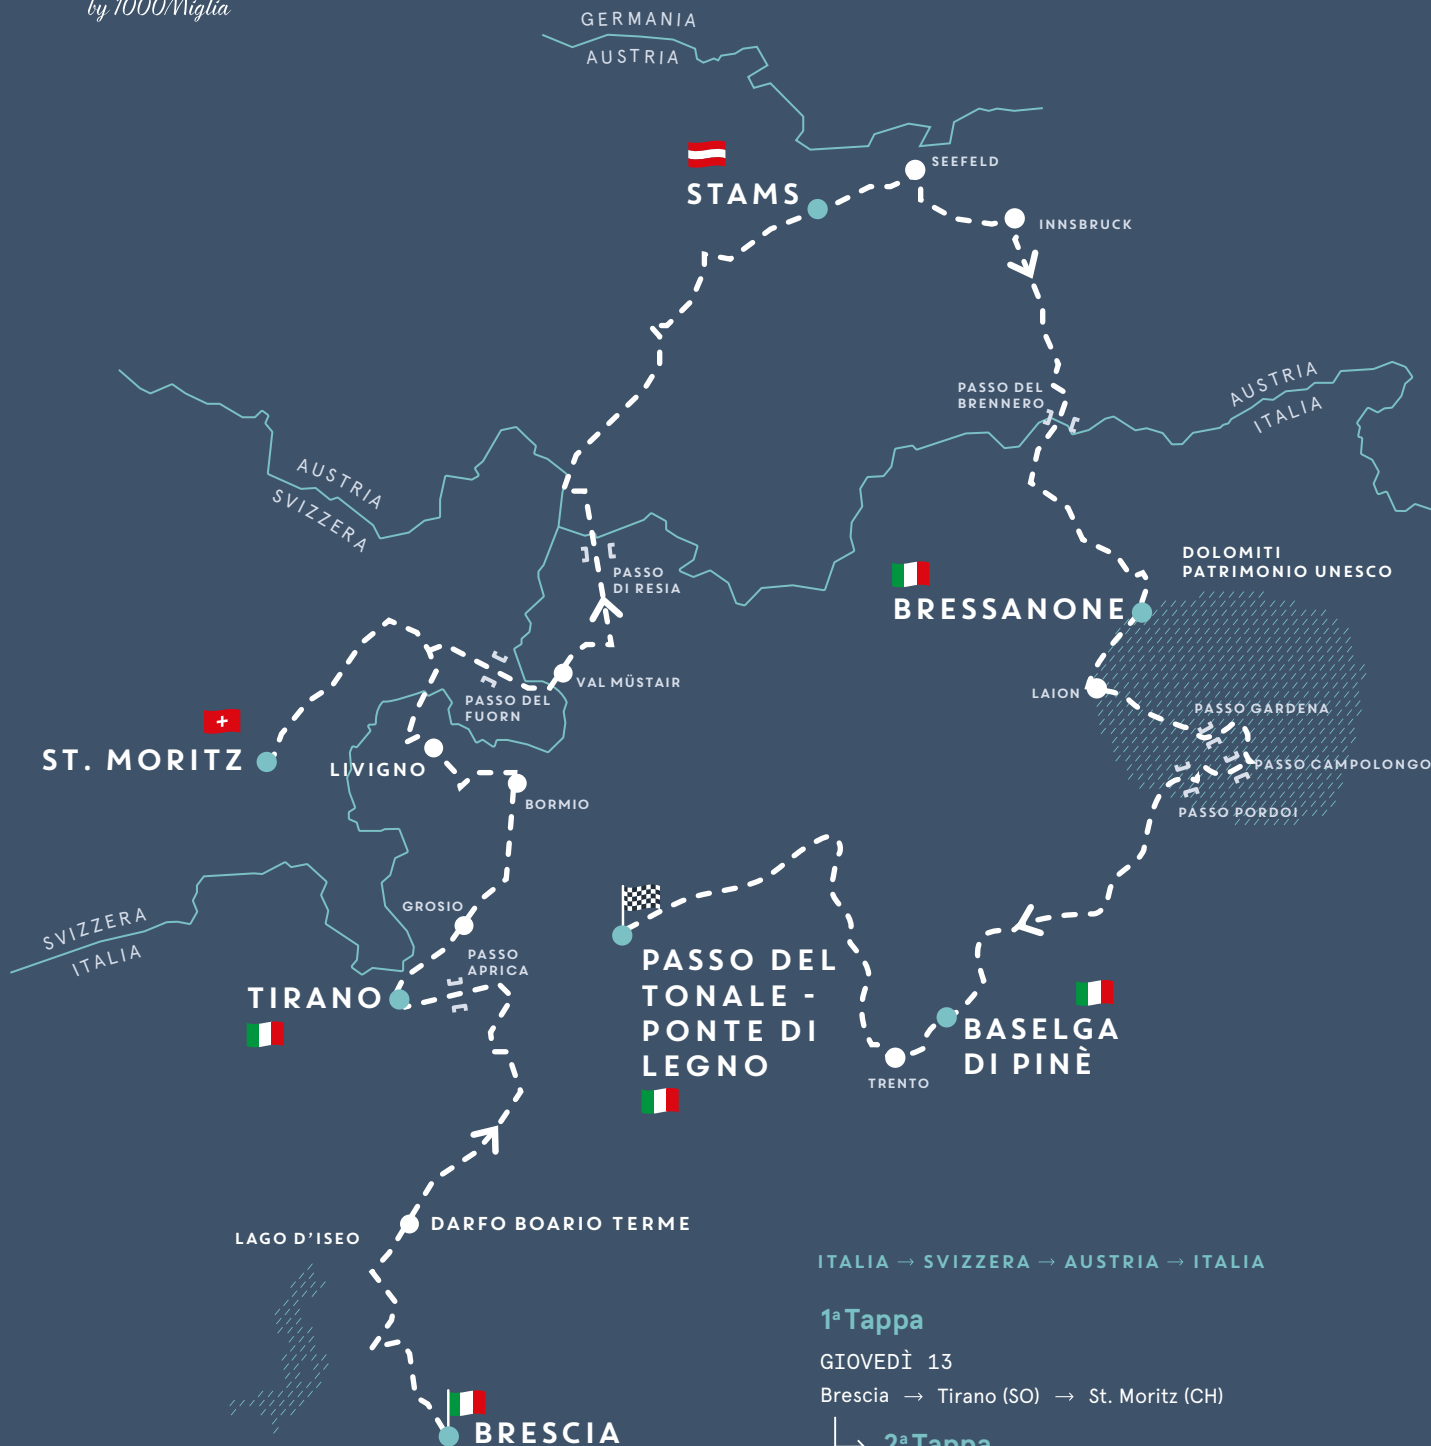 by 1000Miglia
GERMANIA
AUSTRIA
STAMS
SEEFELD
INNSBRUCK
PASSO DEL
BRENNERO
AUSTRIA
ITALIA
AUSTRIA
SVIZZERA
PASSO
DI RESIA
DOLOMITI
PATRIMONIO UNESCO
BRESSANONE
VAL MÜSTAIR
LAION
PASSO DEL
FUORN
PASSO GARDENA
ST. MORITZ
LIVIGNO
PASSO CAMPOLONGO
BORMIO
PASSO PORDOI
GROSIO
SVIZZERA
ITALIA
PASSO
APRICA
TIRANO
PASSO DEL
TONALE -
PONTE DI
LEGNO
BASELGA
DI PINÈ
TRENTO
DARFO BOARIO TERME
LAGO D'ISEO
ITALIA → SVIZZERA → AUSTRIA → ITALIA
1ª Tappa
GIOVEDÌ 13
Brescia → Tirano (SO) → St. Moritz (CH)
BRESCIA
2ª Tappa